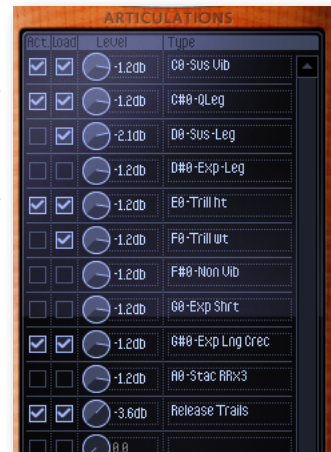 ARTICULATIONS
Act. Load Level Type
-1.2db C0-Sus Vib
-1.2db C#0-QLeg
-2.1db D0-Sus-Leg
-1.2db D#0-Exp-Leg
-1.2db E0-Trill ht
-1.2db F0-Trill wt
-1.2db F#0-Non Vib
-1.2db G0-Exp Shrt
-1.2db G#0-Exp Lng Crec
-1.2db A0-Stac RRx3
-3.6db Release Trails
0.0